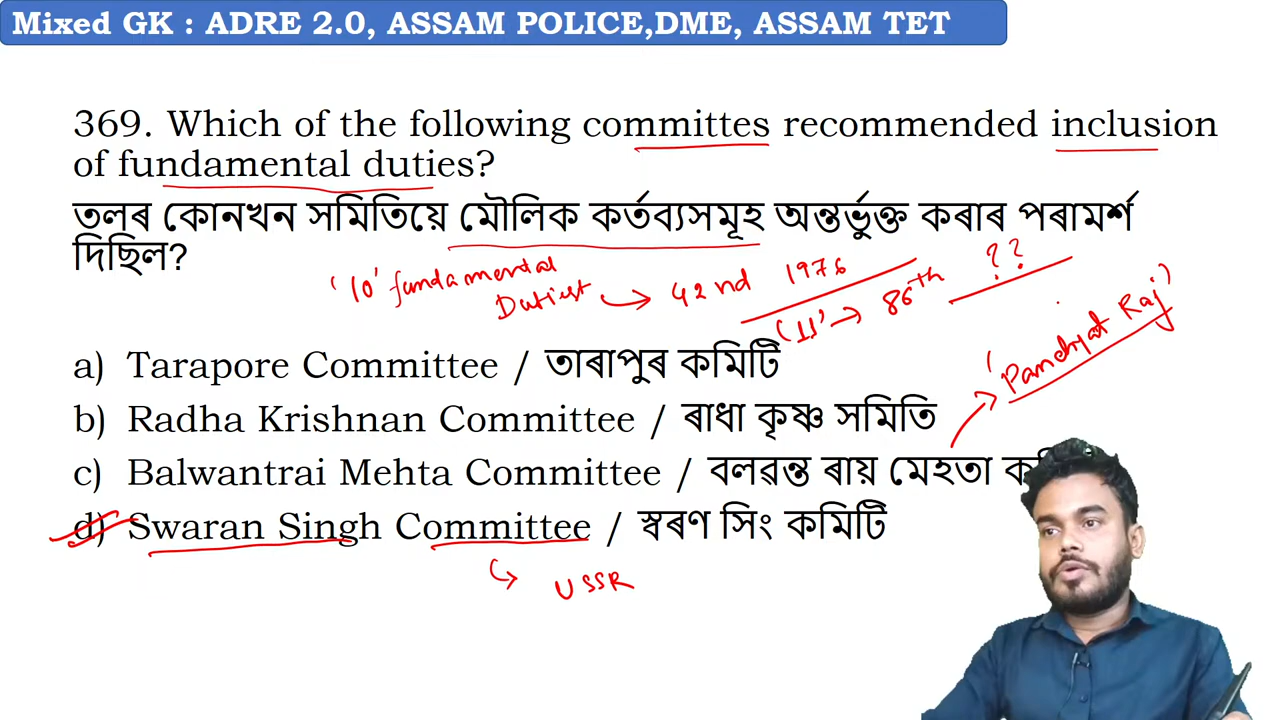 Mixed GK : ADRE 2.0, ASSAM POLICE,DME, ASSAM TET
369. Which of the following committes recommended inclusion
of fundamental duties?
তলৰ কোনখন সমিতিয়ে মৌলিক কৰ্তব্যসমূহ অন্তৰ্ভুক্ত কৰাৰ পৰামৰ্শ
দিছিল?
'10' fundamental
Duties → 42nd 1976
(11' → 86th ??
a) Tarapore Committee / তাৰাপুৰ কমিটি
'Panchyat Raj'
b) Radha Krishnan Committee / ৰাধা কৃষ্ণ সমিতি
c) Balwantrai Mehta Committee / বলৱন্ত ৰায় মেহতা
d) Swaran Singh Committee / স্বৰণ সিং কমিটি
↳ USSR